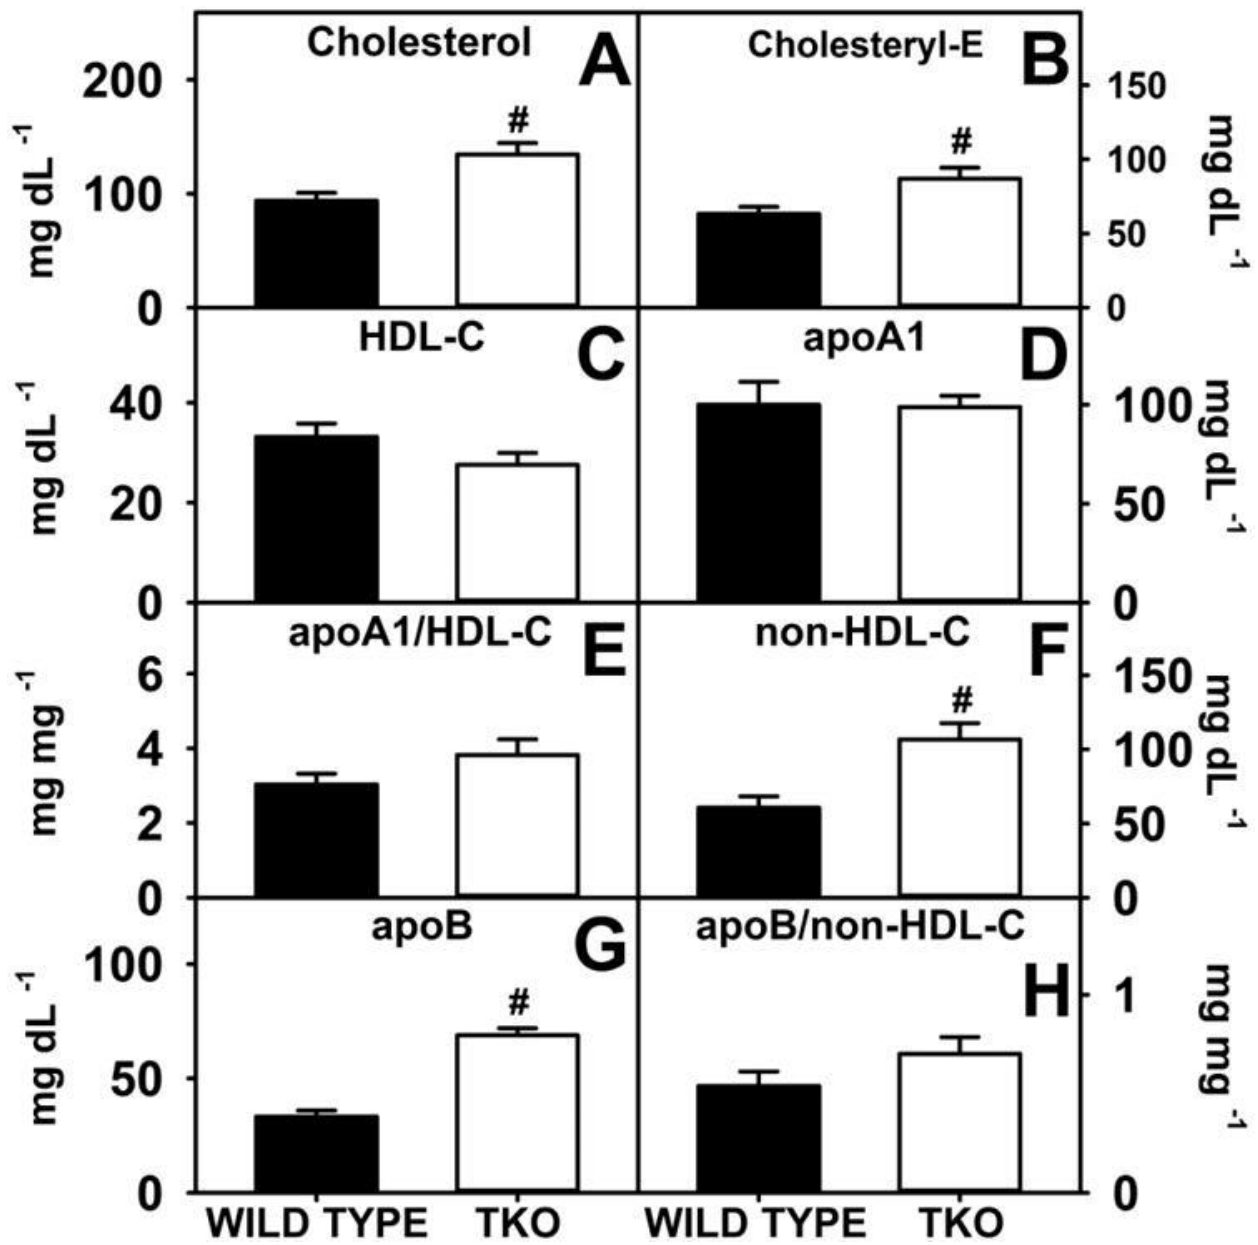 Cholesterol A
Cholesteryl-E B
200
100
0
mg dL -1
#
#
150
100
50
0
mg dL -1
HDL-C C
apoA1 D
40
20
0
mg dL -1
100
50
0
mg dL -1
apoA1/HDL-C E
non-HDL-C F
6
4
2
0
mg mg -1
#
150
100
50
0
mg dL -1
apoB G
apoB/non-HDL-C H
100
50
0
mg dL -1
#
1
0
mg mg -1
WILD TYPE TKO WILD TYPE TKO